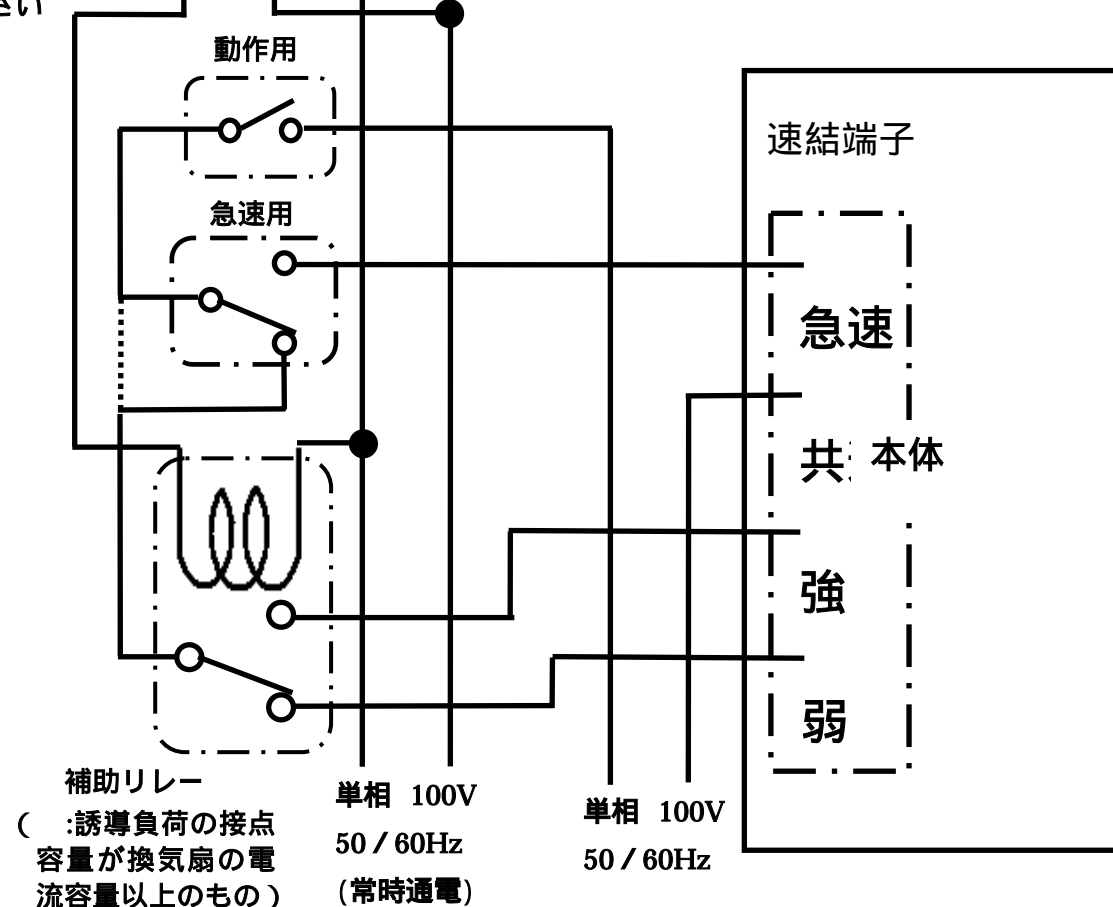 動作用
速結端子
急速用
急速
共
本体
強
弱
補助リレー
( :誘導負荷の接点
容量が換気扇の電
流容量以上のもの)
単相 100V
50 / 60Hz
(常時通電)
単相 100V
50 / 60Hz